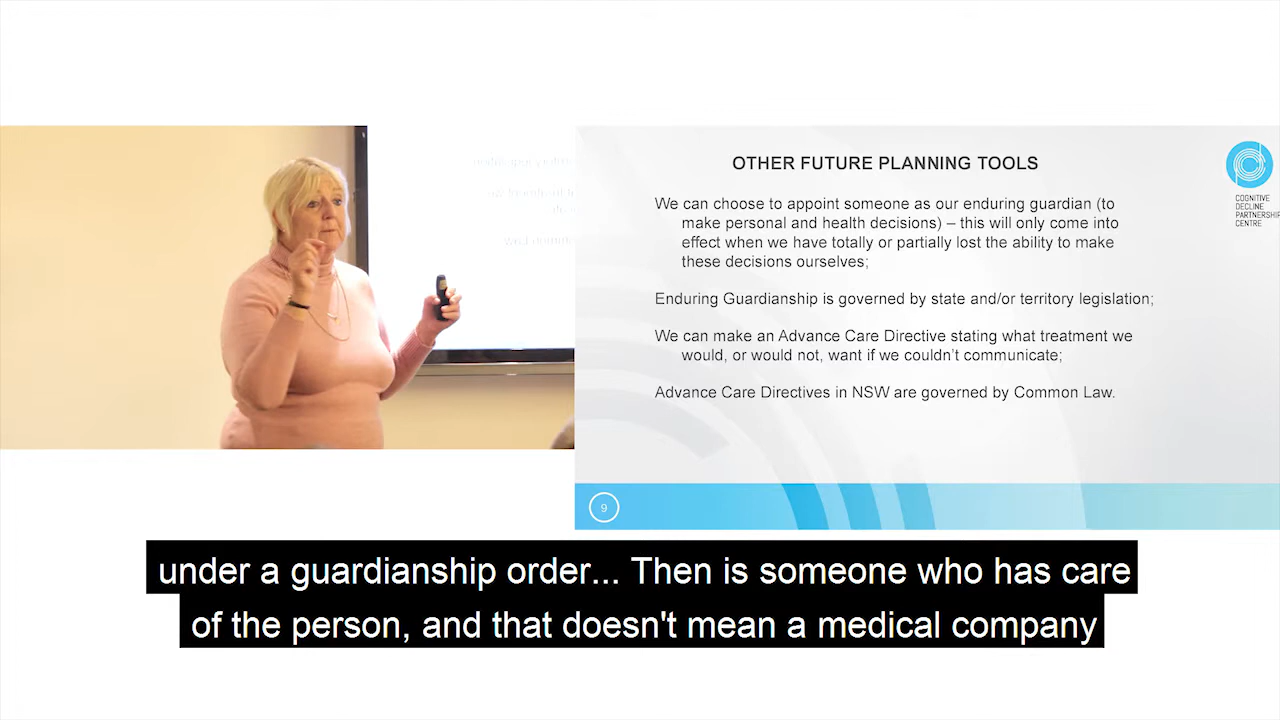 OTHER FUTURE PLANNING TOOLS
We can choose to appoint someone as our enduring guardian (to
make personal and health decisions) – this will only come into
effect when we have totally or partially lost the ability to make
these decisions ourselves;
Enduring Guardianship is governed by state and/or territory legislation;
We can make an Advance Care Directive stating what treatment we
would, or would not, want if we couldn't communicate;
Advance Care Directives in NSW are governed by Common Law.
COGNITIVE
DECLINE
PARTNERSHIP
CENTRE
9
under a guardianship order... Then is someone who has care
of the person, and that doesn't mean a medical company